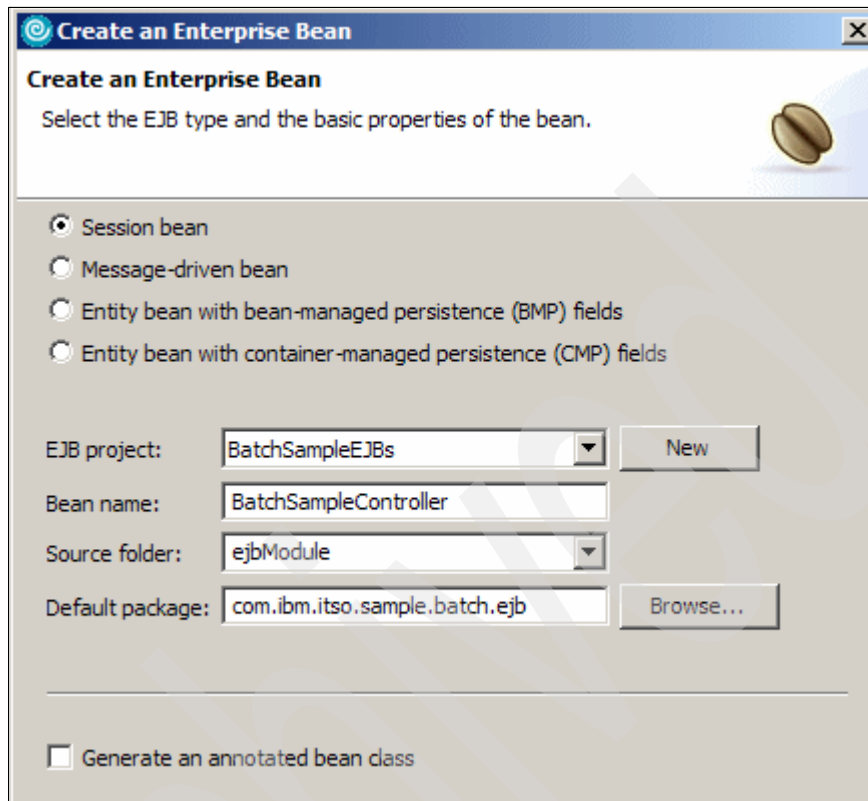 Create an Enterprise Bean
Create an Enterprise Bean
Select the EJB type and the basic properties of the bean.
Session bean
Message-driven bean
Entity bean with bean-managed persistence (BMP) fields
Entity bean with container-managed persistence (CMP) fields
EJB project: BatchSampleEJBs New
Bean name: BatchSampleController
Source folder: ejbModule
Default package: com.ibm.itso.sample.batch.ejb Browse...
Generate an annotated bean class